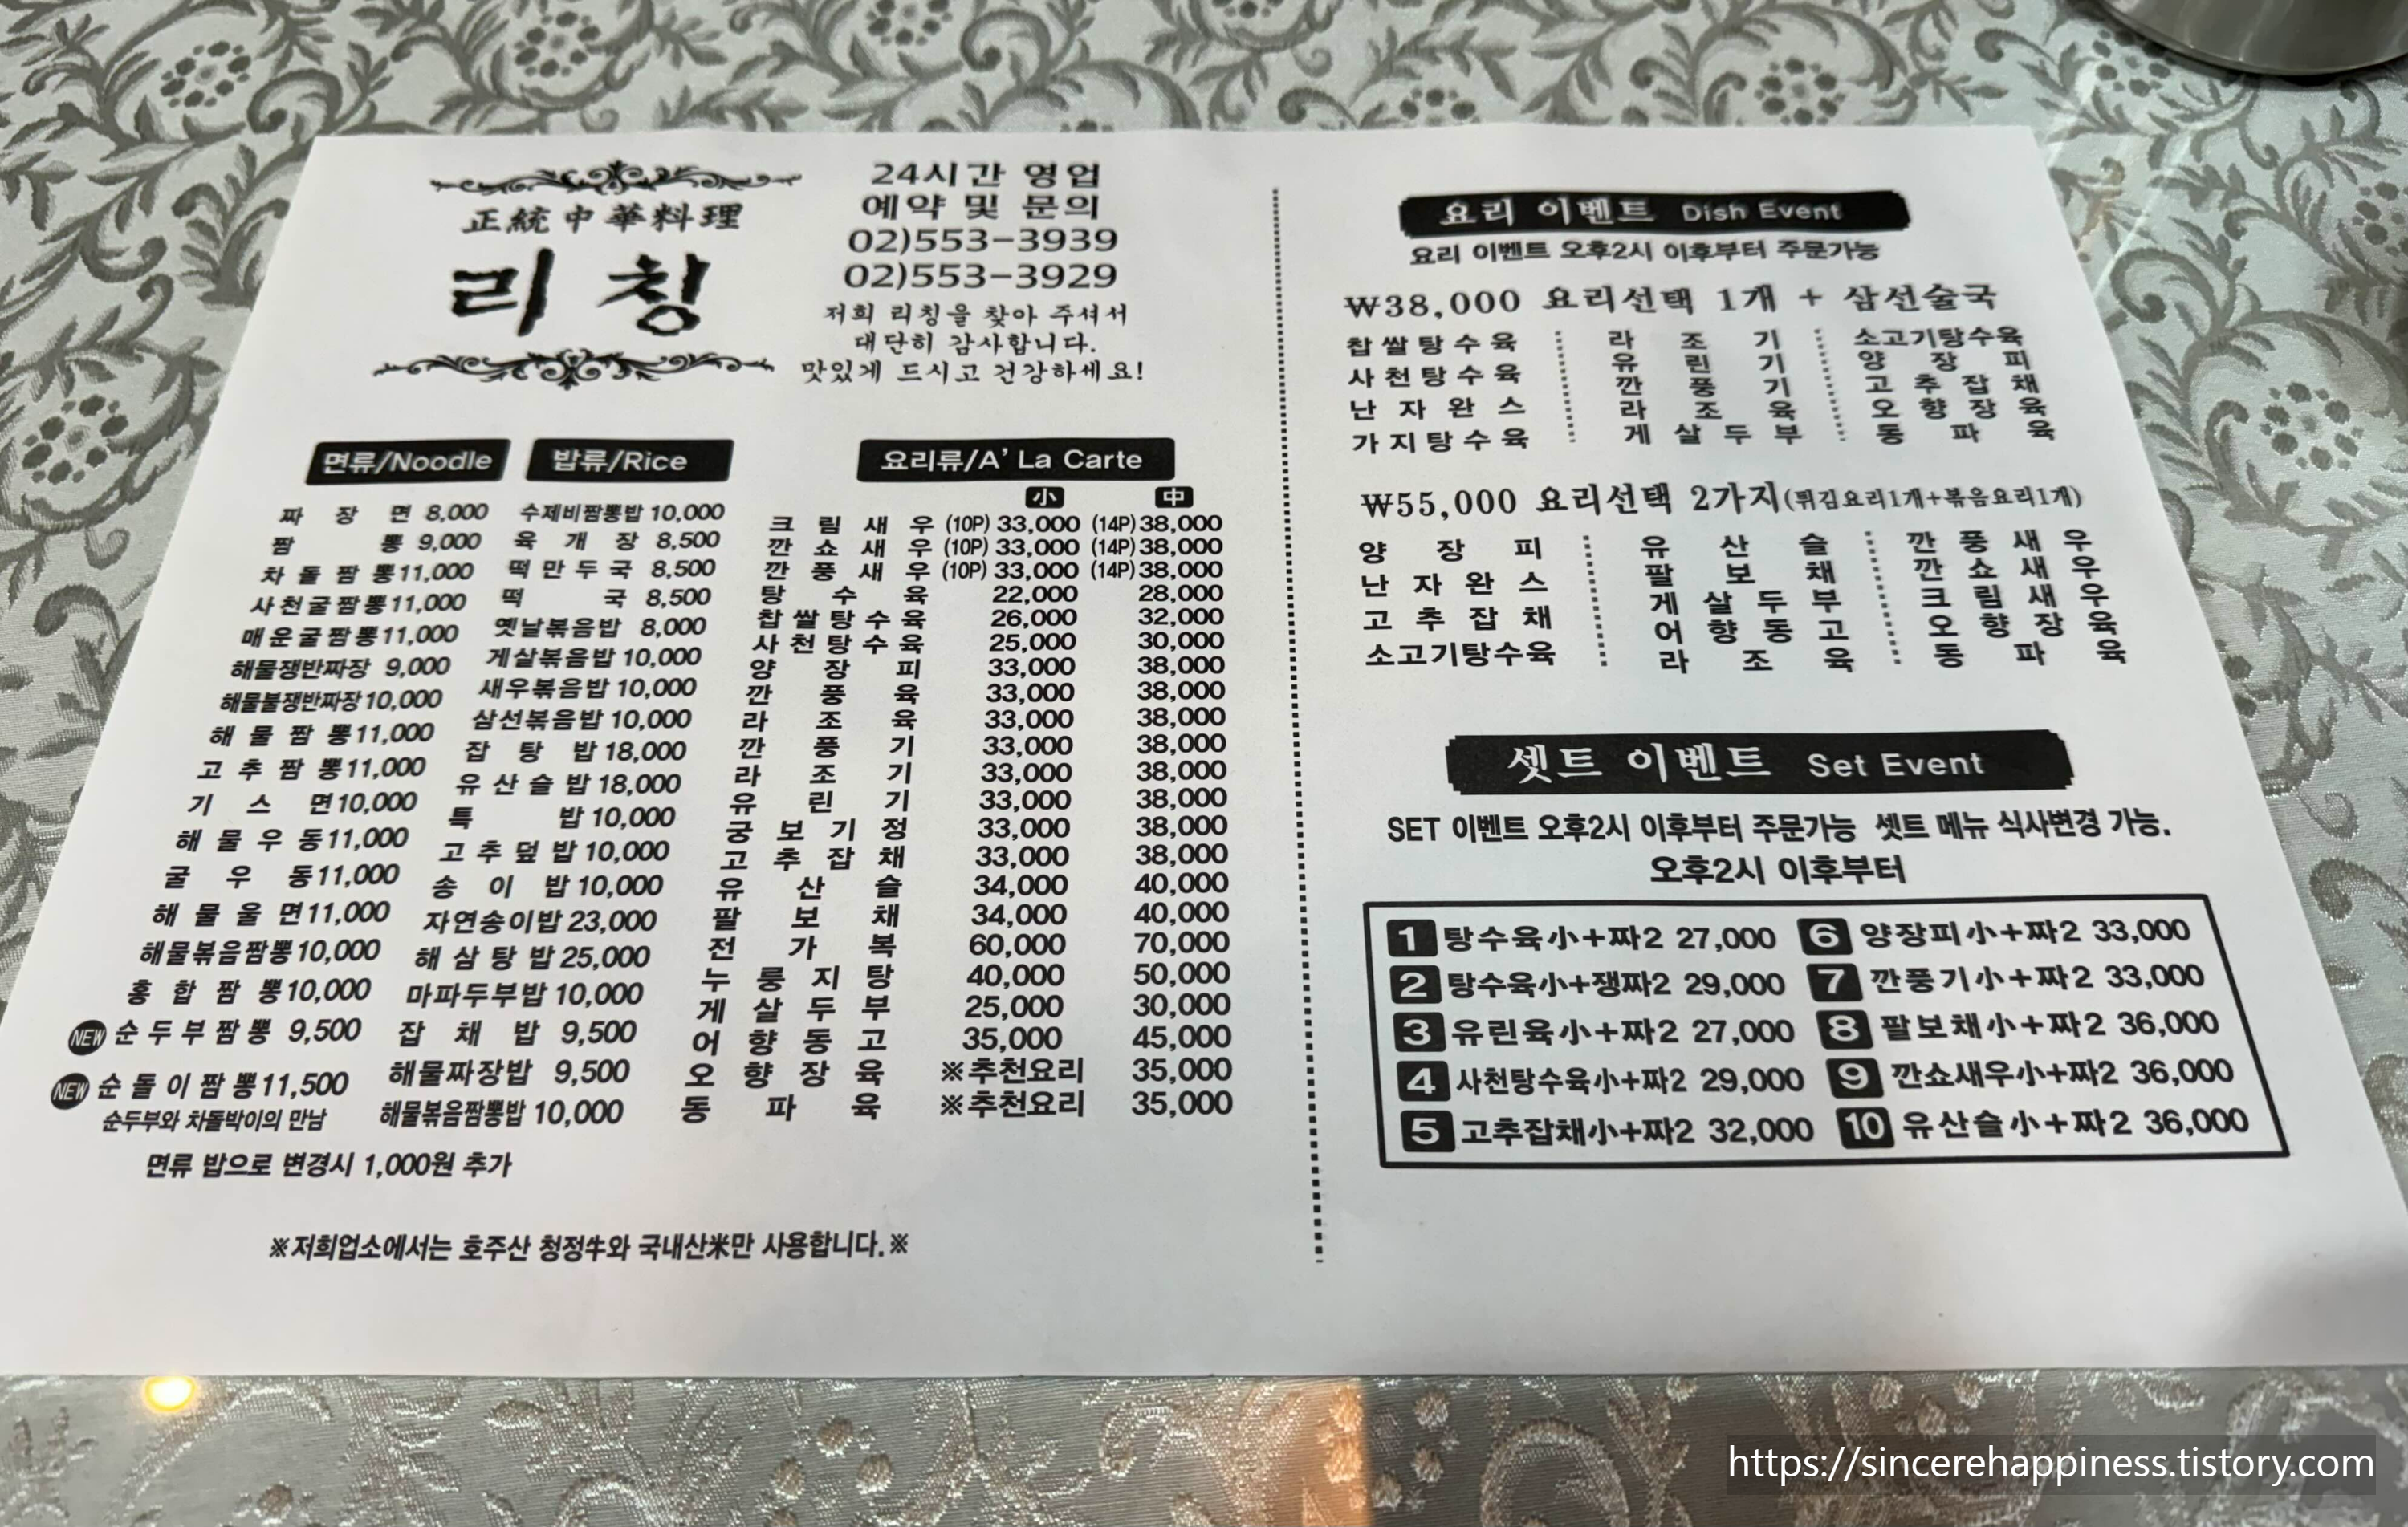 正統中華料理
리칭
24시간 영업
예약 및 문의
02)553-3939
02)553-3929
저희 리칭을 찾아 주셔서
대단히 감사합니다.
맛있게 드시고 건강하세요!
면류/Noodle
짜장면 8,000
짬뽕 9,000
차돌짬뽕 11,000
사천굴짬뽕 11,000
매운굴짬뽕 11,000
해물쟁반짜장 9,000
해물불쟁반짜장 10,000
해물짬뽕 11,000
고추짬뽕 11,000
기스면 10,000
해물우동 11,000
굴우동 11,000
해물울면 11,000
해물볶음짬뽕 10,000
홍합짬뽕 10,000
NEW 순두부짬뽕 9,500
NEW 순돌이짬뽕 11,500
순두부와 차돌박이의 만남
면류 밥으로 변경시 1,000원 추가
밥류/Rice
수제비짬뽕밥 10,000
육개장 8,500
떡만두국 8,500
떡국 8,500
옛날볶음밥 8,000
게살볶음밥 10,000
새우볶음밥 10,000
삼선볶음밥 10,000
잡탕밥 18,000
유산슬밥 18,000
특밥 10,000
고추덮밥 10,000
송이밥 10,000
자연송이밥 23,000
해삼탕밥 25,000
마파두부밥 10,000
잡채밥 9,500
해물짜장밥 9,500
해물볶음짬뽕밥 10,000
요리류/A' La Carte
小 中
크림새우 (10P) 33,000 (14P) 38,000
깐쇼새우 (10P) 33,000 (14P) 38,000
깐풍새우 (10P) 33,000 (14P) 38,000
탕수육 22,000 28,000
찹쌀탕수육 26,000 32,000
사천탕수육 25,000 30,000
양장피 33,000 38,000
깐풍육 33,000 38,000
라조육 33,000 38,000
깐풍기 33,000 38,000
라조기 33,000 38,000
유린기 33,000 38,000
궁보기정 33,000 38,000
고추잡채 33,000 38,000
유산슬 34,000 40,000
팔보채 34,000 40,000
전가복 60,000 70,000
누룽지탕 40,000 50,000
게살두부 25,000 30,000
어향동고 35,000 45,000
오향장육 ※추천요리 35,000
동파육 ※추천요리 35,000
※저희업소에서는 호주산 청정牛와 국내산米만 사용합니다.※
요리 이벤트 Dish Event
요리 이벤트 오후2시 이후부터 주문가능
₩38,000 요리선택 1개 + 삼선술국
찹쌀탕수육 라조기 소고기탕수육
사천탕수육 유린기 양장피
난자완스 깐풍기 고추잡채
가지탕수육 라조육 오향장육
게살두부 동파육
₩55,000 요리선택 2가지(튀김요리1개+볶음요리1개)
양장피 유산슬 깐풍새우
난자완스 팔보채 깐쇼새우
고추잡채 게살두부 크림새우
소고기탕수육 어향동고 오향장육
라조육 동파육
셋트 이벤트 Set Event
SET 이벤트 오후2시 이후부터 주문가능 셋트 메뉴 식사변경 가능.
오후2시 이후부터
1 탕수육小+짜2 27,000
2 탕수육小+쟁짜2 29,000
3 유린육小+짜2 27,000
4 사천탕수육小+짜2 29,000
5 고추잡채小+짜2 32,000
6 양장피小+짜2 33,000
7 깐풍기小+짜2 33,000
8 팔보채小+짜2 36,000
9 깐쇼새우小+짜2 36,000
10 유산슬小+짜2 36,000
https://sincerehappiness.tistory.com